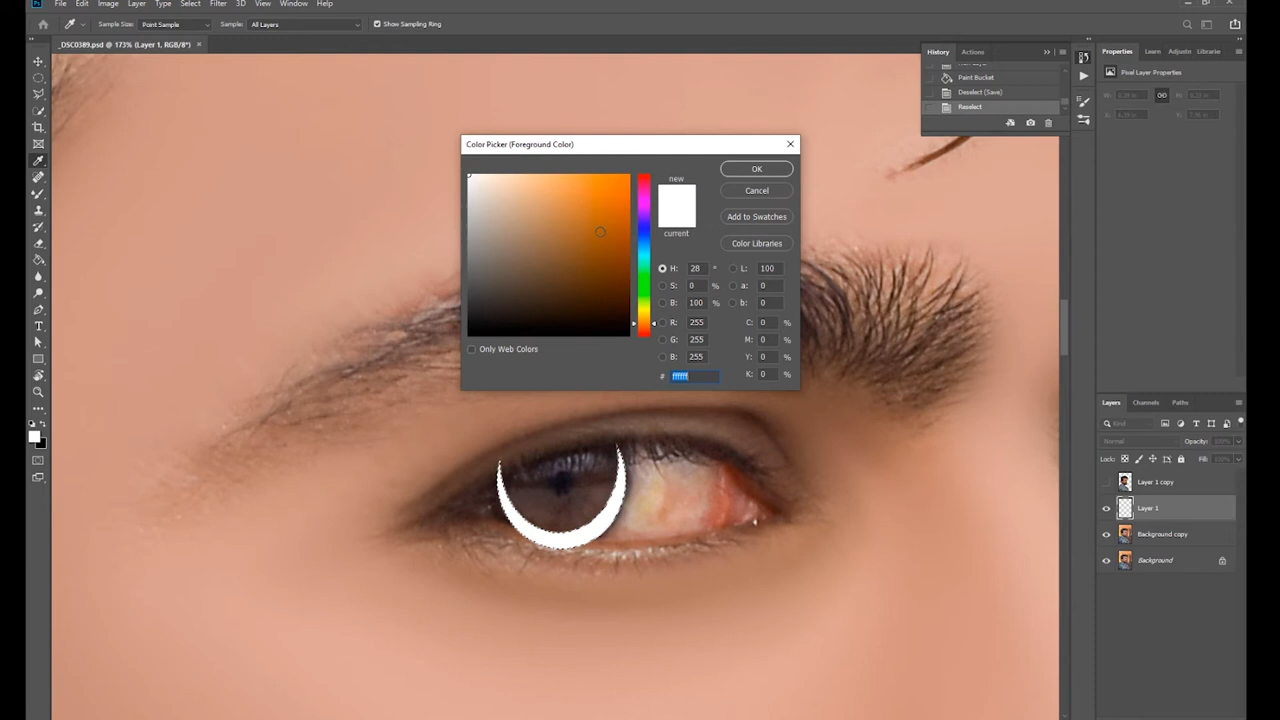 Ps File Edit Image Layer Type Select Filter 3D View Window Help
Sample Size: Point Sample Sample: All Layers Show Sampling Ring
_DSC0389.psd @ 173% (Layer 1, RGB/8*) ×
History Actions
Paint Bucket
Deselect (Save)
Reselect
Properties Learn Adjustn Librarie
Pixel Layer Properties
W: H:
X: Y:
Color Picker (Foreground Color)
new
current
OK
Cancel
Add to Swatches
Color Libraries
H: 28 ° L: 100
S: 0 % a: 0
B: 100 % b: 0
R: 255 C: 0 %
G: 255 M: 0 %
B: 255 Y: 0 %
# ffffff K: 0 %
Only Web Colors
Layers Channels Paths
Kind
Normal Opacity:
Lock: Fill:
Layer 1 copy
Layer 1
Background copy
Background